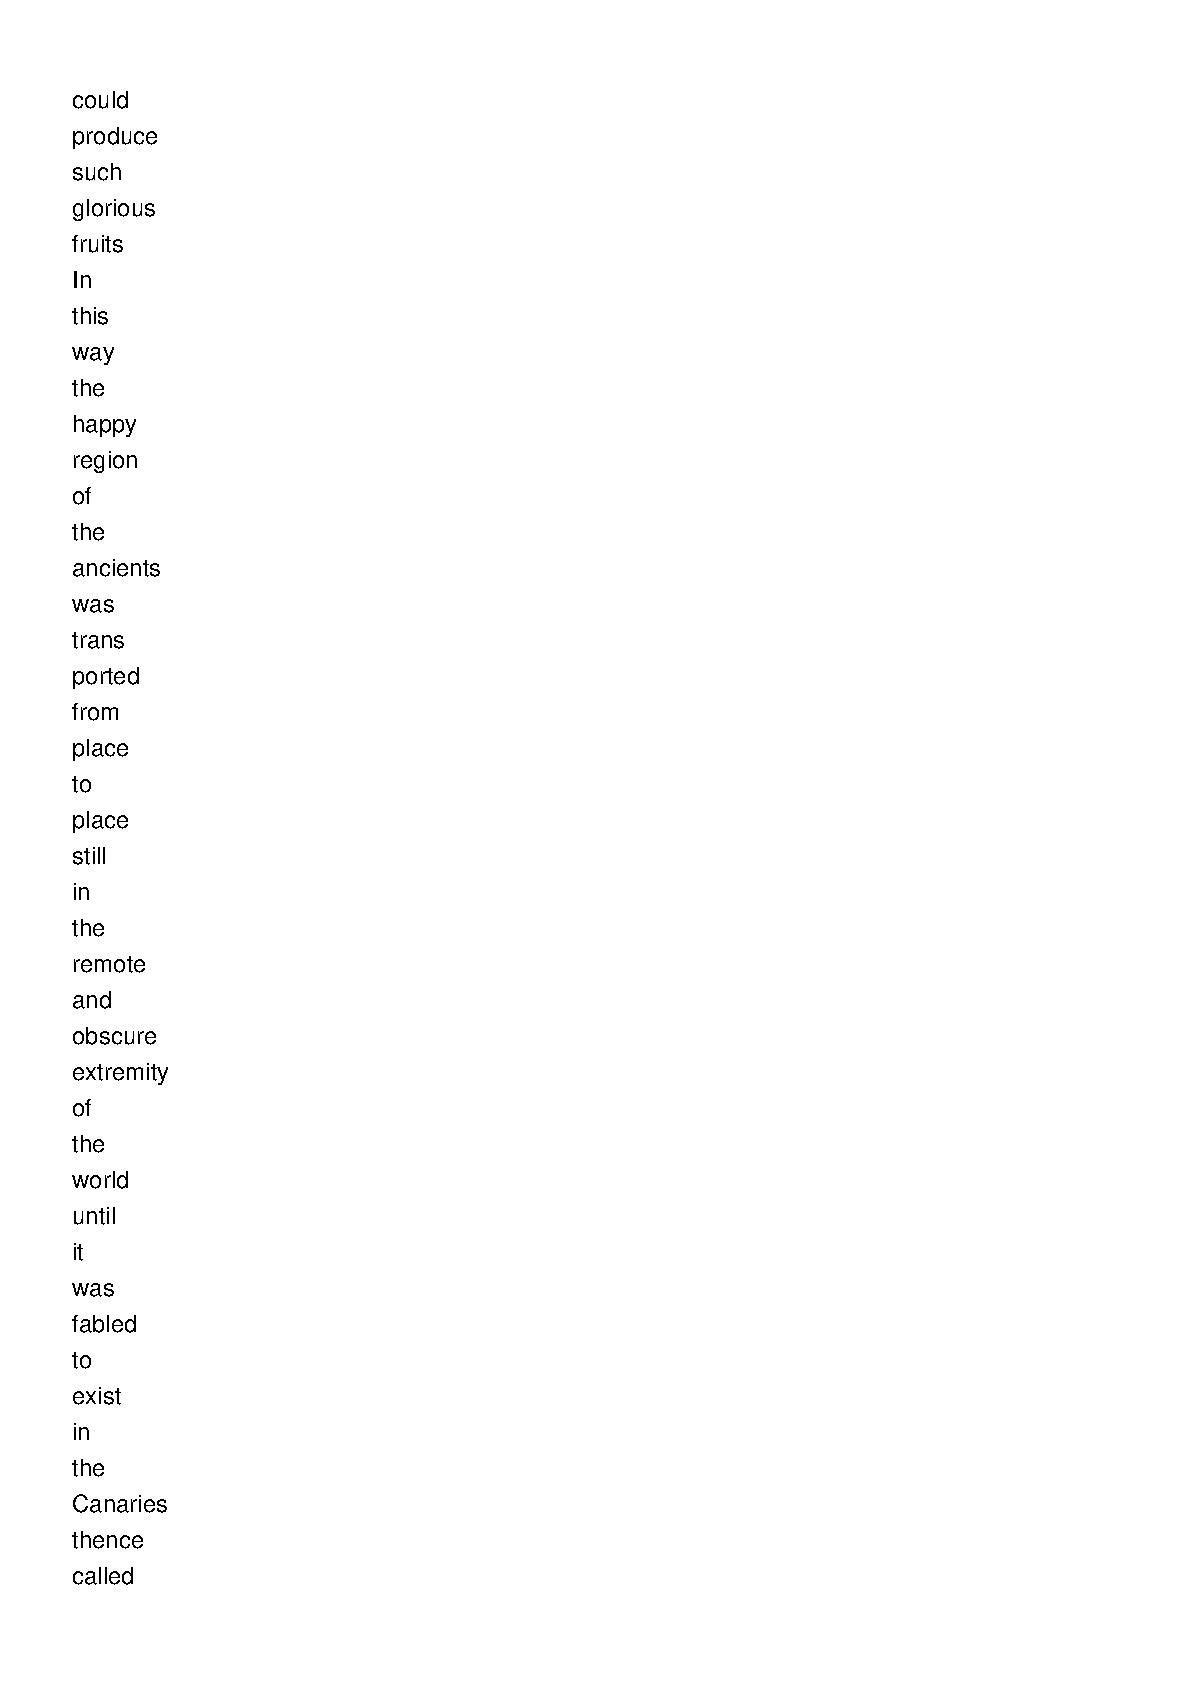 could
produce
such
glorious
fruits
In
this
way
the
happy
region
of
the
ancients
was
trans
ported
from
place
to
place
still
in
the
remote
and
obscure
extremity
of
the
world
until
it
was
fabled
to
exist
in
the
Canaries
thence
called